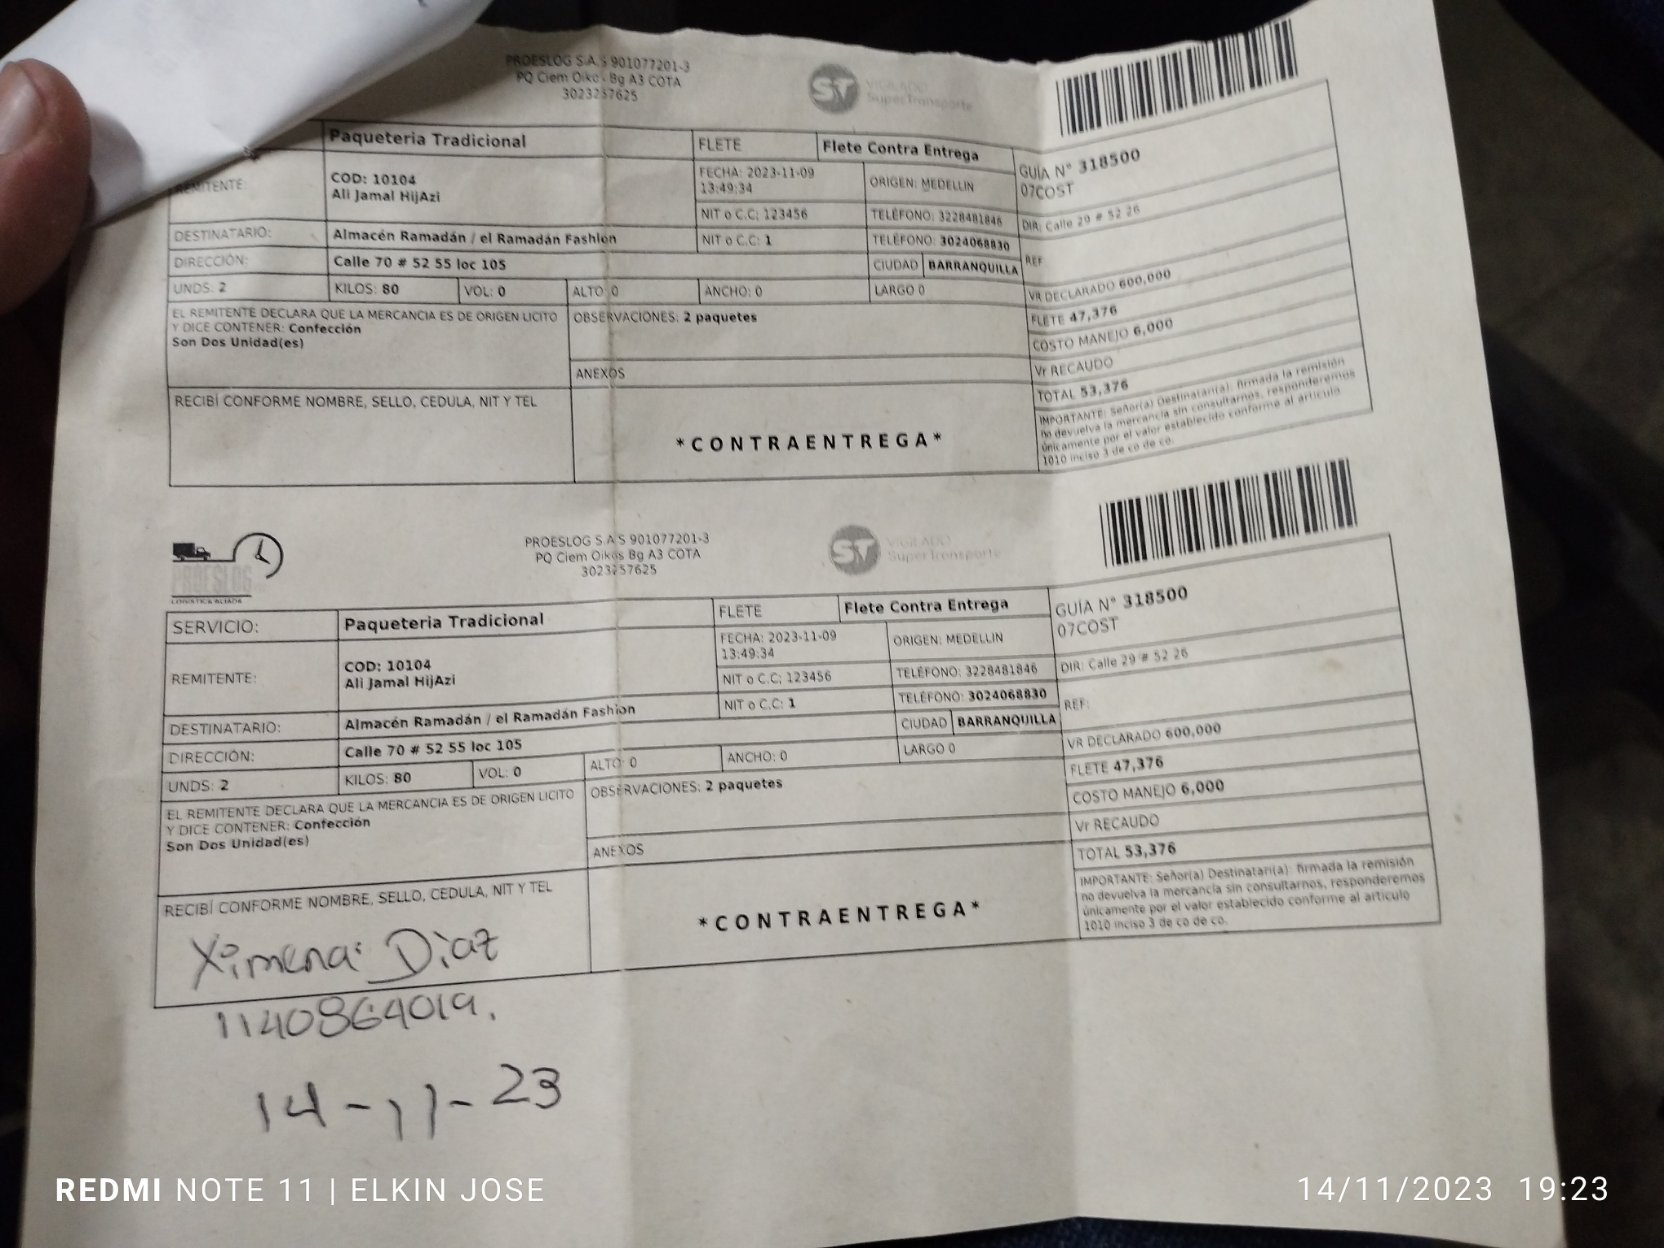 PROESLOG S.A.S 901077201-3
PQ Ciem Oikos Bg A3 COTA
3023257625
ST VIGILADO
SuperTransporte
Paqueteria Tradicional
FLETE
Flete Contra Entrega
GUÍA N° 318500
07COST
REMITENTE:
COD: 10104
Ali Jamal HijAzi
FECHA: 2023-11-09
13:49:34
ORIGEN: MEDELLIN
NIT o C.C: 123456
TELÉFONO: 3228481846
DIR: Calle 29 # 52 26
DESTINATARIO:
Almacén Ramadán / el Ramadán Fashion
NIT o C.C: 1
TELÉFONO: 3024068830
DIRECCIÓN:
Calle 70 # 52 55 loc 105
CIUDAD BARRANQUILLA
REF:
UNDS: 2
KILOS: 80
VOL: 0
ALTO: 0
ANCHO: 0
LARGO 0
VR DECLARADO 600,000
EL REMITENTE DECLARA QUE LA MERCANCIA ES DE ORIGEN LICITO
Y DICE CONTENER: Confección
Son Dos Unidad(es)
OBSERVACIONES: 2 paquetes
FLETE 47,376
COSTO MANEJO 6,000
ANEXOS
Vr RECAUDO
TOTAL 53,376
RECIBÍ CONFORME NOMBRE, SELLO, CEDULA, NIT Y TEL
*CONTRAENTREGA*
IMPORTANTE: Señor(a) Destinatari(a): firmada la remisión
no devuelva la mercancia sin consultarnos, responderemos
únicamente por el valor establecido conforme al articulo
1010 inciso 3 de co de co.
PROESLOG
LOGISTICA ALIADA
PROESLOG S.A.S 901077201-3
PQ Ciem Oikos Bg A3 COTA
3023257625
ST VIGILADO
SuperTransporte
SERVICIO:
Paqueteria Tradicional
FLETE
Flete Contra Entrega
GUÍA N° 318500
07COST
REMITENTE:
COD: 10104
Ali Jamal HijAzi
FECHA: 2023-11-09
13:49:34
ORIGEN: MEDELLIN
NIT o C.C: 123456
TELÉFONO: 3228481846
DIR: Calle 29 # 52 26
DESTINATARIO:
Almacén Ramadán / el Ramadán Fashion
NIT o C.C: 1
TELÉFONO: 3024068830
REF:
DIRECCIÓN:
Calle 70 # 52 55 loc 105
CIUDAD BARRANQUILLA
UNDS: 2
KILOS: 80
VOL: 0
ALTO: 0
ANCHO: 0
LARGO 0
VR DECLARADO 600,000
EL REMITENTE DECLARA QUE LA MERCANCIA ES DE ORIGEN LICITO
Y DICE CONTENER: Confección
Son Dos Unidad(es)
OBSERVACIONES: 2 paquetes
FLETE 47,376
COSTO MANEJO 6,000
ANEXOS
Vr RECAUDO
TOTAL 53,376
RECIBÍ CONFORME NOMBRE, SELLO, CEDULA, NIT Y TEL
*CONTRAENTREGA*
IMPORTANTE: Señor(a) Destinatari(a): firmada la remisión
no devuelva la mercancia sin consultarnos, responderemos
únicamente por el valor establecido conforme al articulo
1010 inciso 3 de co de co.
Ximena Diaz
1140864019.
14-11-23
REDMI NOTE 11 | ELKIN JOSE
14/11/2023 19:23